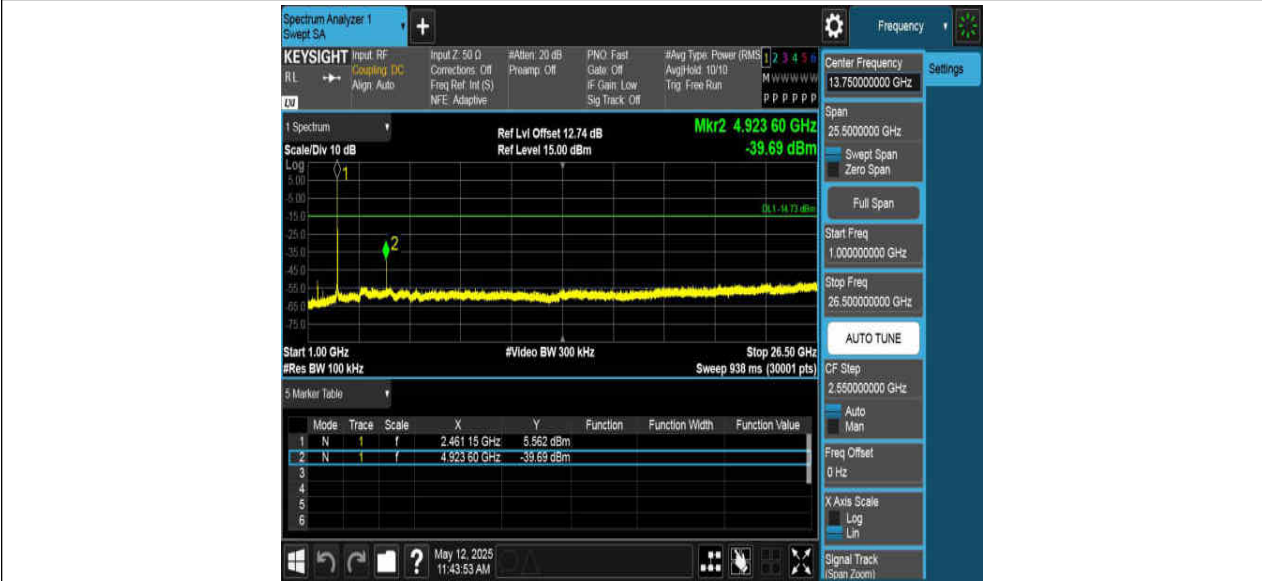 Spectrum Analyzer 1
Swept SA
+
Frequency
KEYSIGHT
RL
LXI
Input: RF
Coupling: DC
Align: Auto
Input Z: 50 Ω
Corrections: Off
Freq Ref: Int (S)
NFE: Adaptive
#Atten: 20 dB
Preamp: Off
PNO: Fast
Gate: Off
IF Gain: Low
Sig Track: Off
#Avg Type: Power (RMS
Avg|Hold: 10/10
Trig: Free Run
1 2 3 4 5 6
M W W W W W
P P P P P P
1 Spectrum
Scale/Div 10 dB
Ref Lvl Offset 12.74 dB
Ref Level 15.00 dBm
Mkr2 4.923 60 GHz
-39.69 dBm
Log
5.00
-5.00
-15.0
-25.0
-35.0
-45.0
-55.0
-65.0
-75.0
1
2
DL1 -14.73 dBm
Start 1.00 GHz
#Res BW 100 kHz
#Video BW 300 kHz
Stop 26.50 GHz
Sweep 938 ms (30001 pts)
5 Marker Table
Mode Trace Scale X Y Function Function Width Function Value
1 N 1 f 2.461 15 GHz 5.562 dBm
2 N 1 f 4.923 60 GHz -39.69 dBm
3
4
5
6
?
May 12, 2025
11:43:53 AM
Center Frequency
13.750000000 GHz
Settings
Span
25.5000000 GHz
Swept Span
Zero Span
Full Span
Start Freq
1.000000000 GHz
Stop Freq
26.500000000 GHz
AUTO TUNE
CF Step
2.550000000 GHz
Auto
Man
Freq Offset
0 Hz
X Axis Scale
Log
Lin
Signal Track
(Span Zoom)